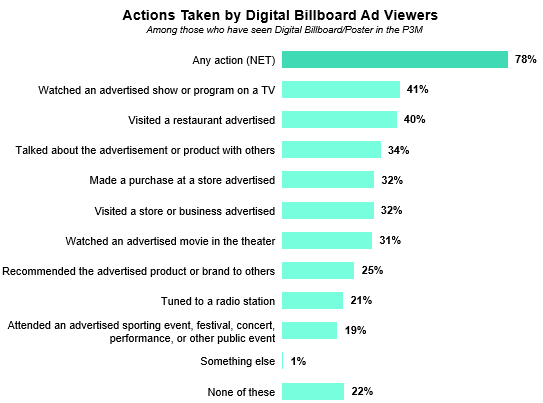 Actions Taken by Digital Billboard Ad Viewers
Among those who have seen Digital Billboard/Poster in the P3M
Any action (NET) 78%
Watched an advertised show or program on a TV 41%
Visited a restaurant advertised 40%
Talked about the advertisement or product with others 34%
Made a purchase at a store advertised 32%
Visited a store or business advertised 32%
Watched an advertised movie in the theater 31%
Recommended the advertised product or brand to others 25%
Tuned to a radio station 21%
Attended an advertised sporting event, festival, concert,
performance, or other public event 19%
Something else 1%
None of these 22%